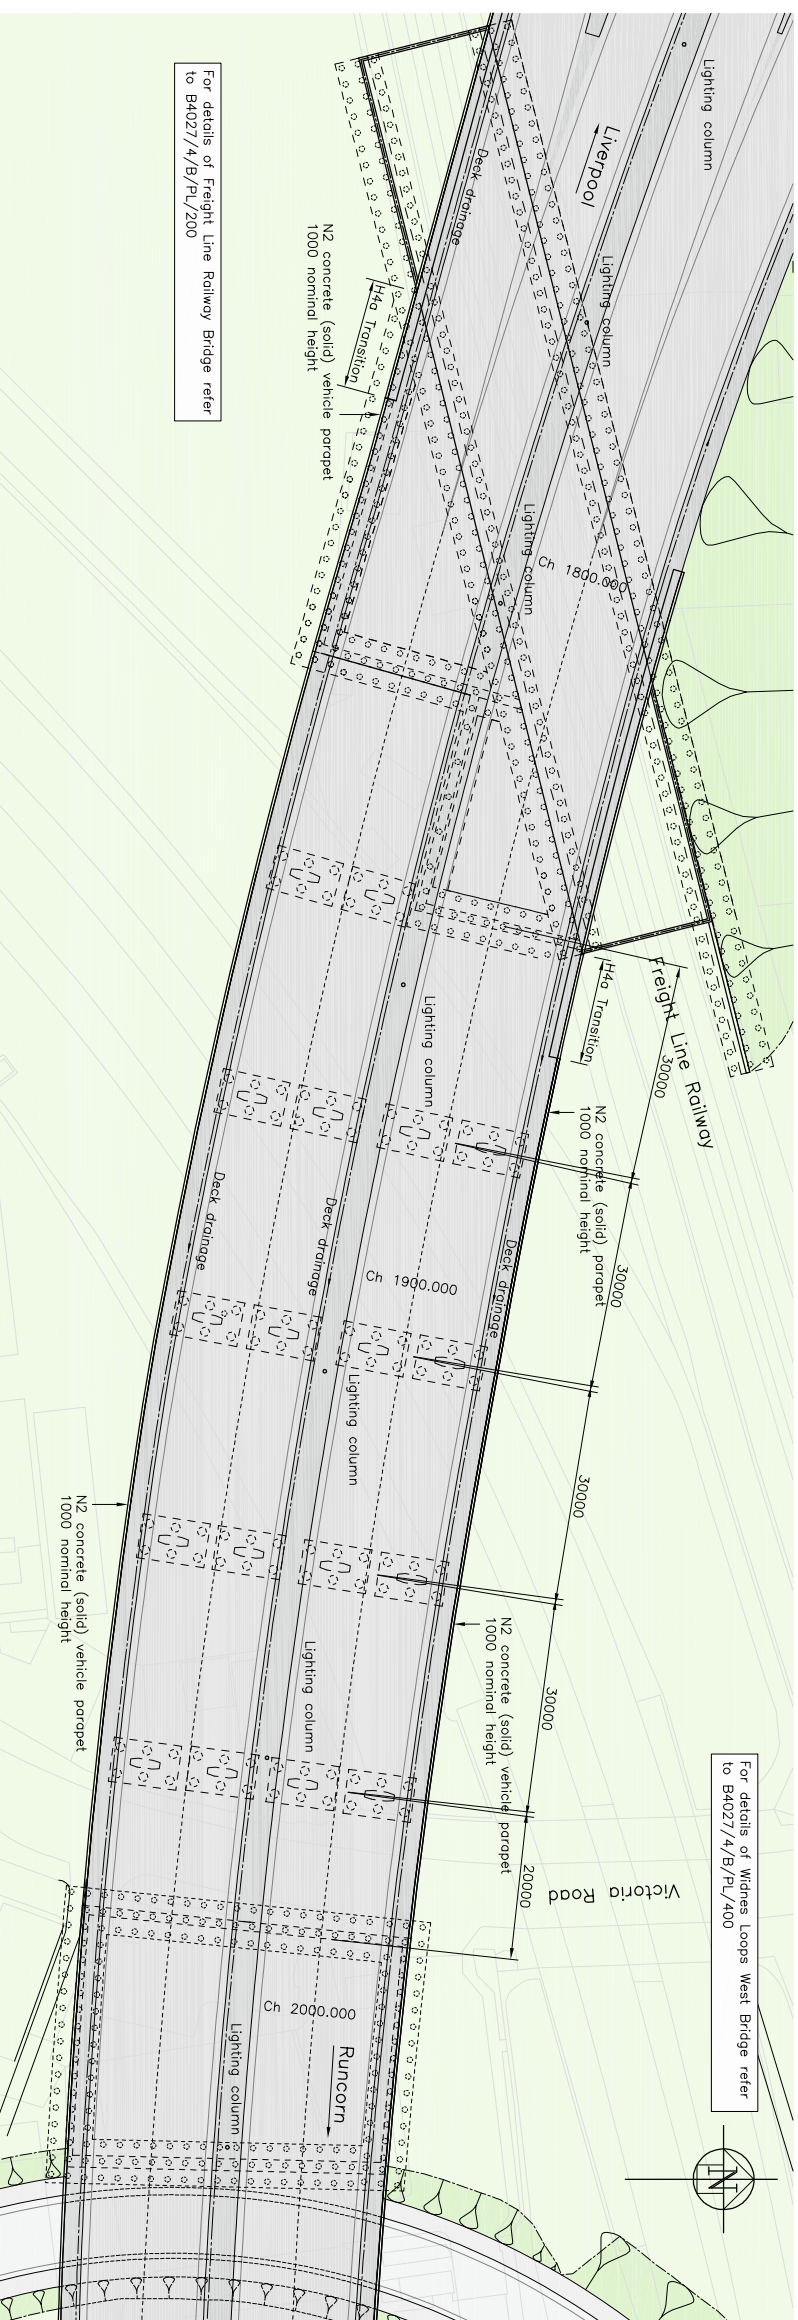 Lighting column
Liverpool
For details of Freight Line Railway Bridge refer
to B4027/4/B/PL/200
Deck drainage
N2 concrete (solid) vehicle parapet
1000 nominal height
H4a Transition
Lighting column
Lighting column
Ch 1800.000
H4a Transition
Freight Line Railway
30000
Lighting column
N2 concrete (solid) parapet
1000 nominal height
Deck drainage
Deck drainage
Deck drainage
Ch 1900.000
30000
Lighting column
30000
N2 concrete (solid) vehicle parapet
1000 nominal height
N2 concrete (solid) vehicle parapet
1000 nominal height
Lighting column
30000
20000
Victoria Road
For details of Widnes Loops West Bridge refer
to B4027/4/B/PL/400
Ch 2000.000
Lighting column
Runcorn
N